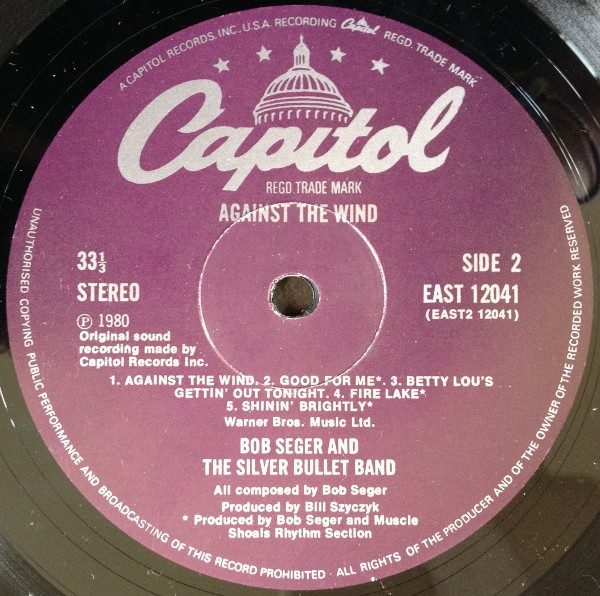 A CAPITOL RECORDS, INC., U.S.A. RECORDING Capitol REGD. TRADE MARK
Capitol
REGD TRADE MARK
AGAINST THE WIND
33⅓
STEREO
Ⓟ 1980
Original sound
recording made by
Capitol Records Inc.
SIDE 2
EAST 12041
(EAST2 12041)
1. AGAINST THE WIND. 2. GOOD FOR ME*. 3. BETTY LOU'S
GETTIN' OUT TONIGHT. 4. FIRE LAKE*
5. SHININ' BRIGHTLY*
Warner Bros. Music Ltd.
BOB SEGER AND
THE SILVER BULLET BAND
All composed by Bob Seger
Produced by Bill Szyczyk
* Produced by Bob Seger and Muscle
Shoals Rhythm Section
UNAUTHORISED COPYING PUBLIC PERFORMANCE AND BROADCASTING OF THIS RECORD PROHIBITED · ALL RIGHTS OF THE PRODUCER AND OF THE OWNER OF THE RECORDED WORK RESERVED